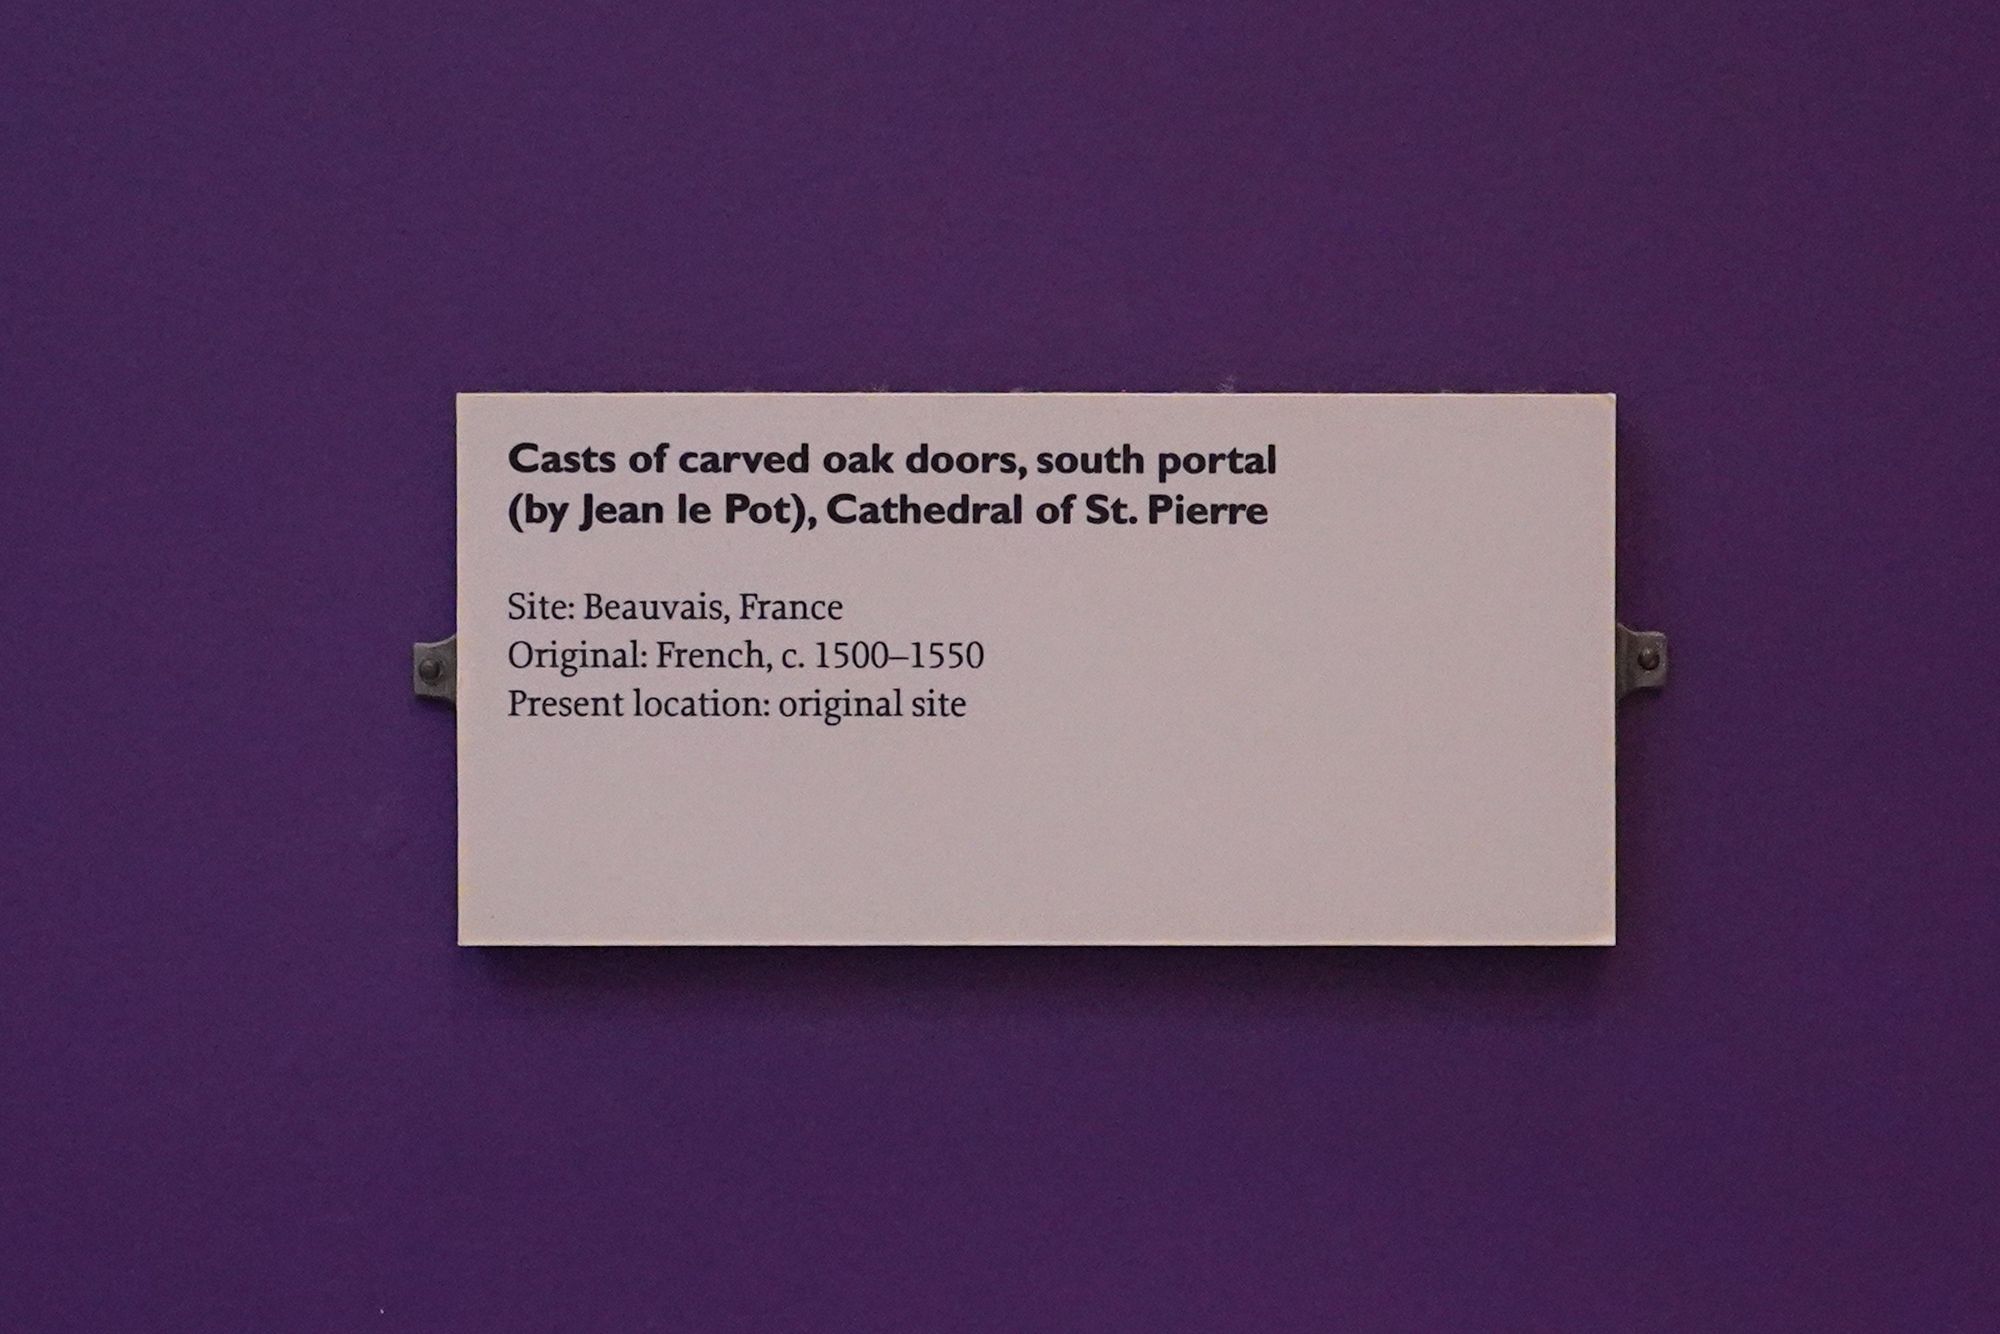 Casts of carved oak doors, south portal
(by Jean le Pot), Cathedral of St. Pierre
Site: Beauvais, France
Original: French, c. 1500–1550
Present location: original site